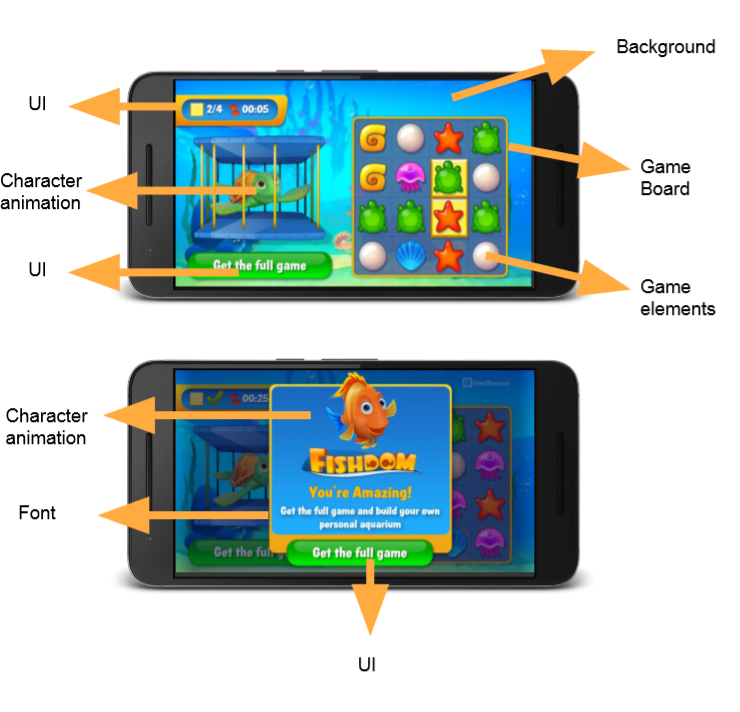 Background
UI
2/4 00:05
Game
Board
Character
animation
UI
Get the full game
Game
elements
00:25
ironSource
Character
animation
FISHDOM
You're Amazing!
Get the full game and build your own
personal aquarium
Font
Get the full g
Get the full game
UI